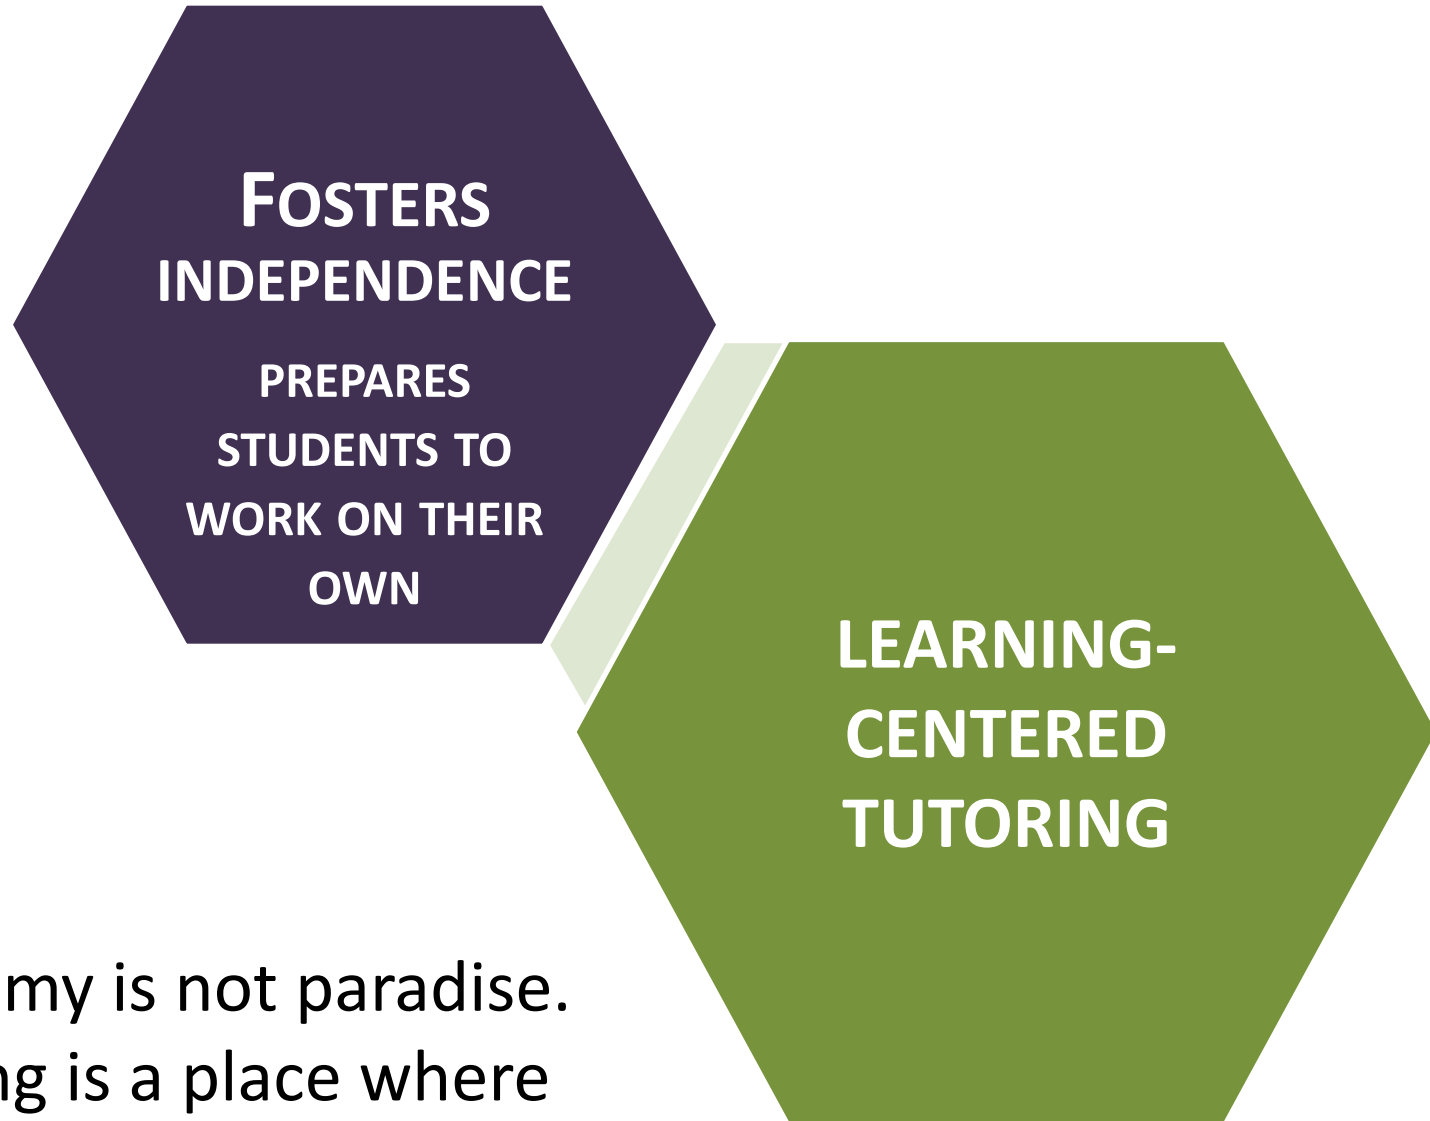 FOSTERS
INDEPENDENCE
PREPARES
STUDENTS TO
WORK ON THEIR
OWN
LEARNING-
CENTERED
TUTORING
my is not paradise.
ng is a place where